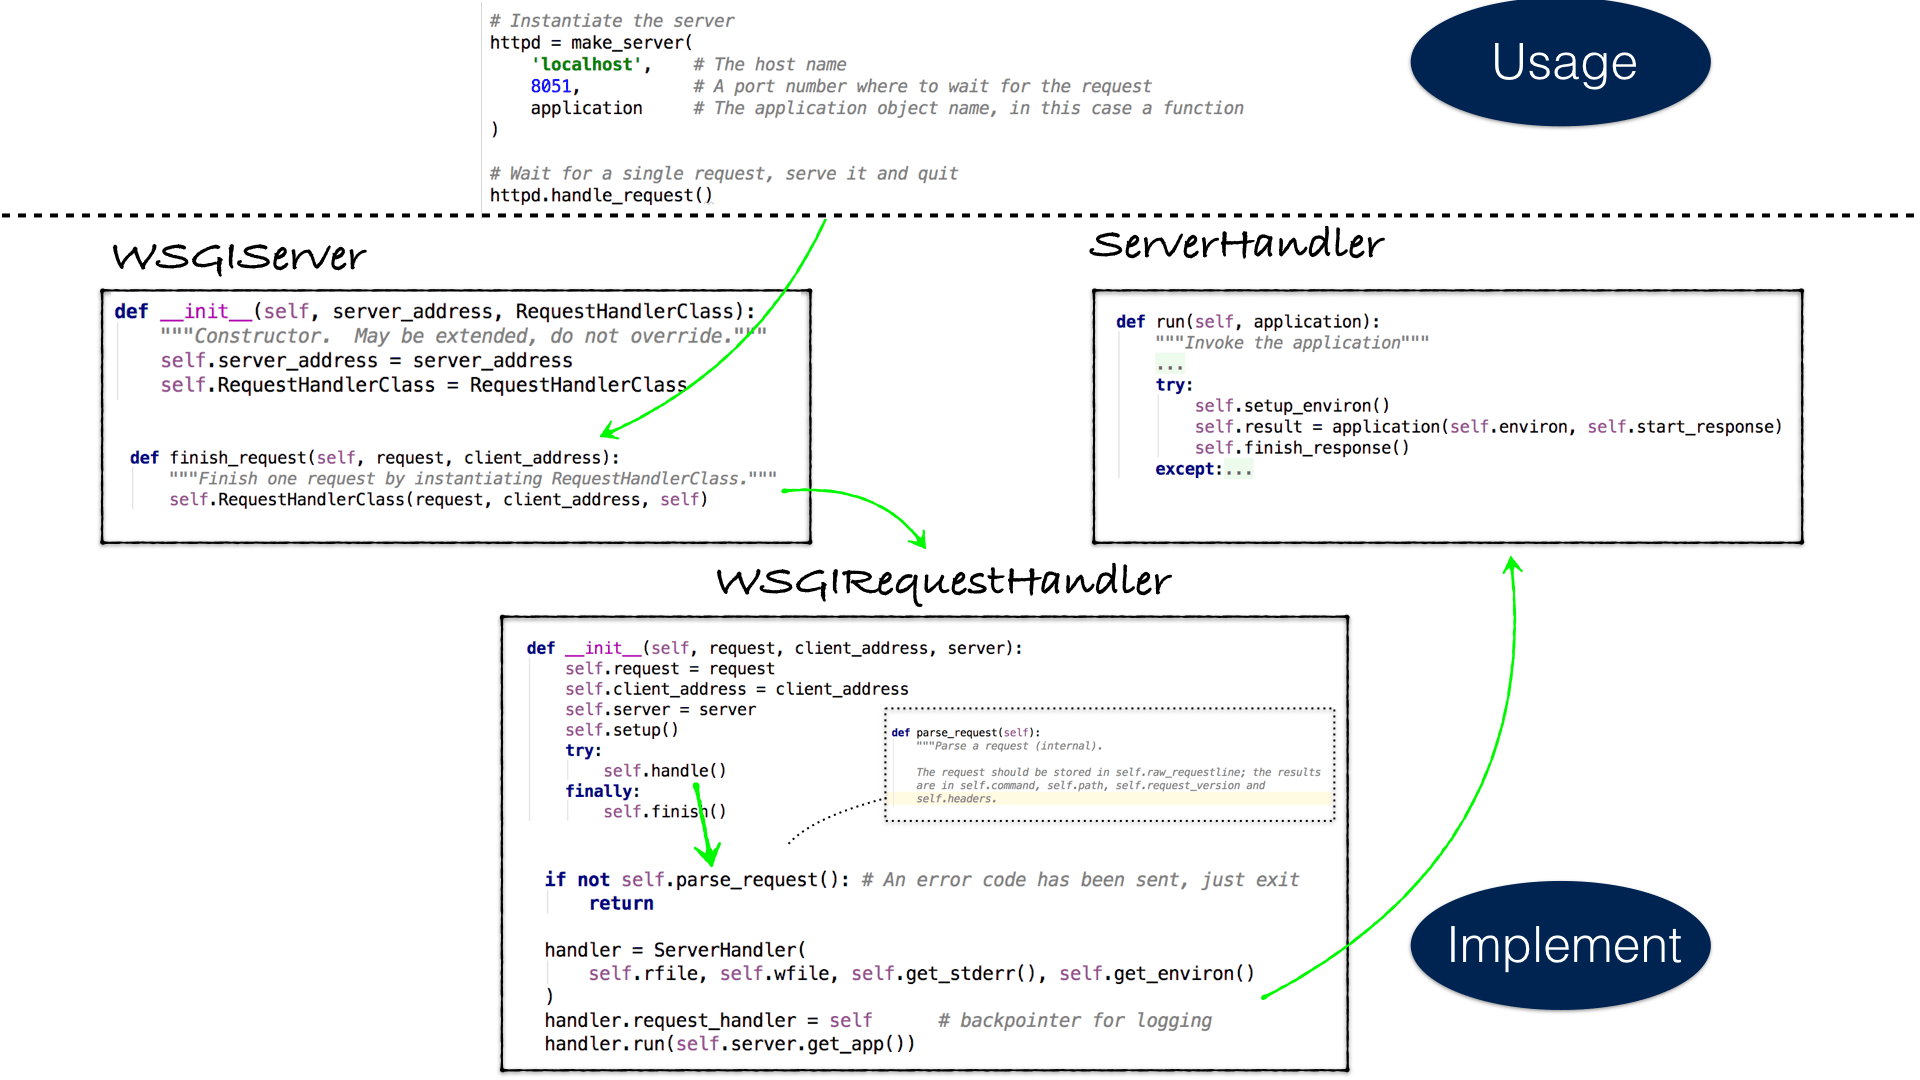 # Instantiate the server
httpd = make_server(
    'localhost',    # The host name
    8051,           # A port number where to wait for the request
    application     # The application object name, in this case a function
)
# Wait for a single request, serve it and quit
httpd.handle_request()
Usage
WSGIServer
def __init__(self, server_address, RequestHandlerClass):
    """Constructor.  May be extended, do not override."""
    self.server_address = server_address
    self.RequestHandlerClass = RequestHandlerClass
def finish_request(self, request, client_address):
    """Finish one request by instantiating RequestHandlerClass."""
    self.RequestHandlerClass(request, client_address, self)
ServerHandler
def run(self, application):
    """Invoke the application"""
    ...
    try:
        self.setup_environ()
        self.result = application(self.environ, self.start_response)
        self.finish_response()
    except:...
WSGIRequestHandler
def __init__(self, request, client_address, server):
    self.request = request
    self.client_address = client_address
    self.server = server
    self.setup()
    try:
        self.handle()
    finally:
        self.finish()
def parse_request(self):
    """Parse a request (internal).
    The request should be stored in self.raw_requestline; the results
    are in self.command, self.path, self.request_version and
    self.headers.
if not self.parse_request(): # An error code has been sent, just exit
    return
handler = ServerHandler(
    self.rfile, self.wfile, self.get_stderr(), self.get_environ()
)
handler.request_handler = self      # backpointer for logging
handler.run(self.server.get_app())
Implement